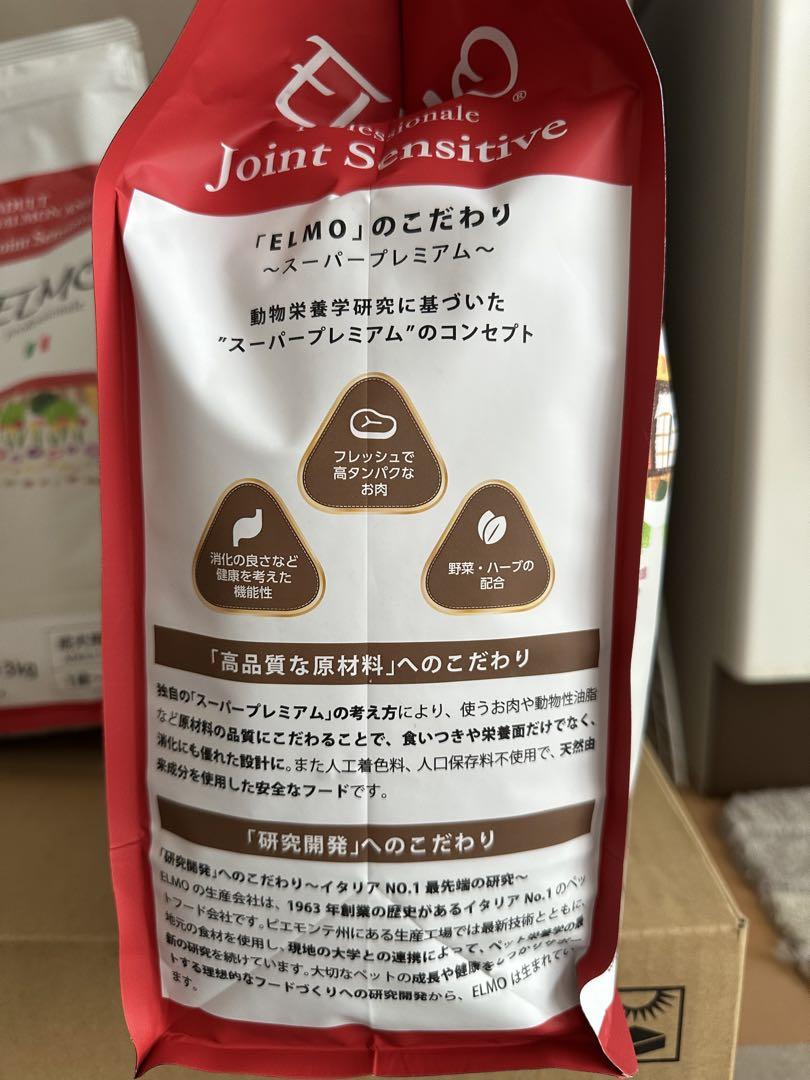 ELMO®
Professionale
Joint Sensitive
「ELMO」のこだわり
～スーパープレミアム～
動物栄養学研究に基づいた
"スーパープレミアム"のコンセプト
フレッシュで
高タンパクな
お肉
消化の良さなど
健康を考えた
機能性
野菜・ハーブの
配合
「高品質な原材料」へのこだわり
独自の「スーパープレミアム」の考え方により、使うお肉や動物性油脂
など原材料の品質にこだわることで、食いつきや栄養面だけでなく、
消化にも優れた設計に。また人工着色料、人口保存料不使用で、天然由
来成分を使用した安全なフードです。
「研究開発」へのこだわり
「研究開発」へのこだわり～イタリア NO.1 最先端の研究～
ELMO の生産会社は、1963 年創業の歴史があるイタリア No.1 のペッ
トフード会社です。ピエモンテ州にある生産工場では最新技術とともに、
地元の食材を使用し、現地の大学との連携によって、ペット栄養学の最
新の研究を続けています。大切なペットの成長や健康をしっかりサポー
トする理想的なフードづくりへの研究開発から、ELMO は生まれてい
ます。
ADULT
Joint Sensitive
ELMO
professionale
3kg